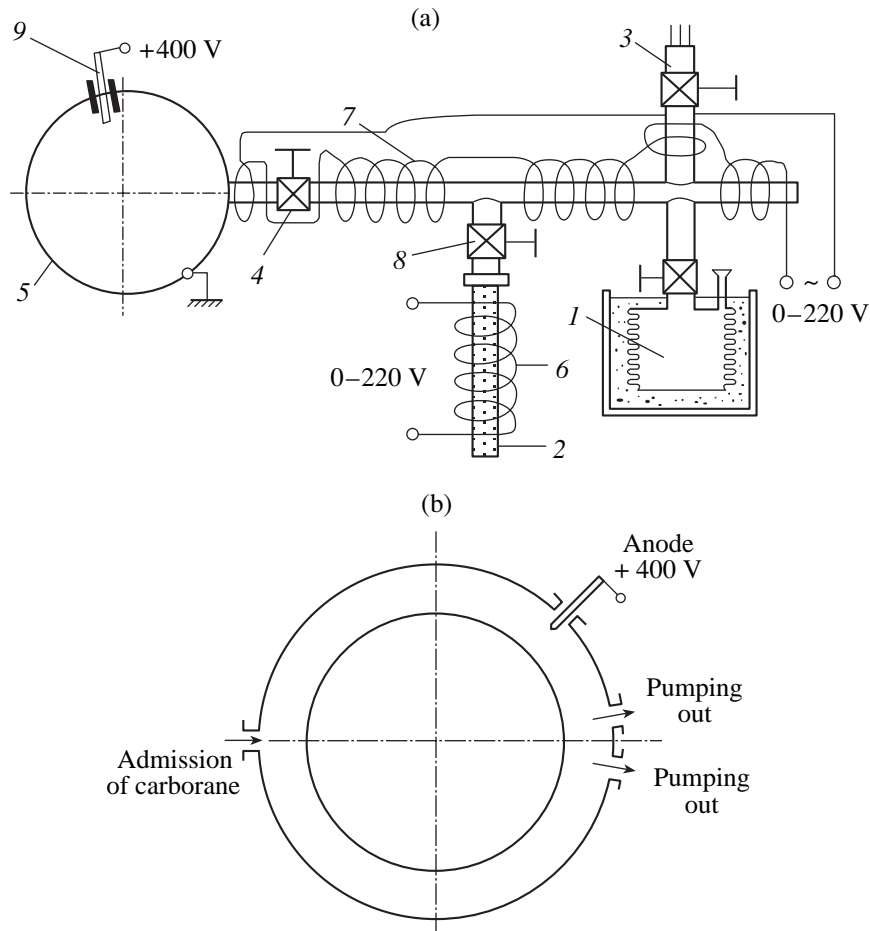 (a)
9
+400 V
3
7
4
8
5
1
~
0–220 V
0–220 V
6
2
(b)
Anode
+ 400 V
Pumping
out
Admission
of carborane
Pumping
out